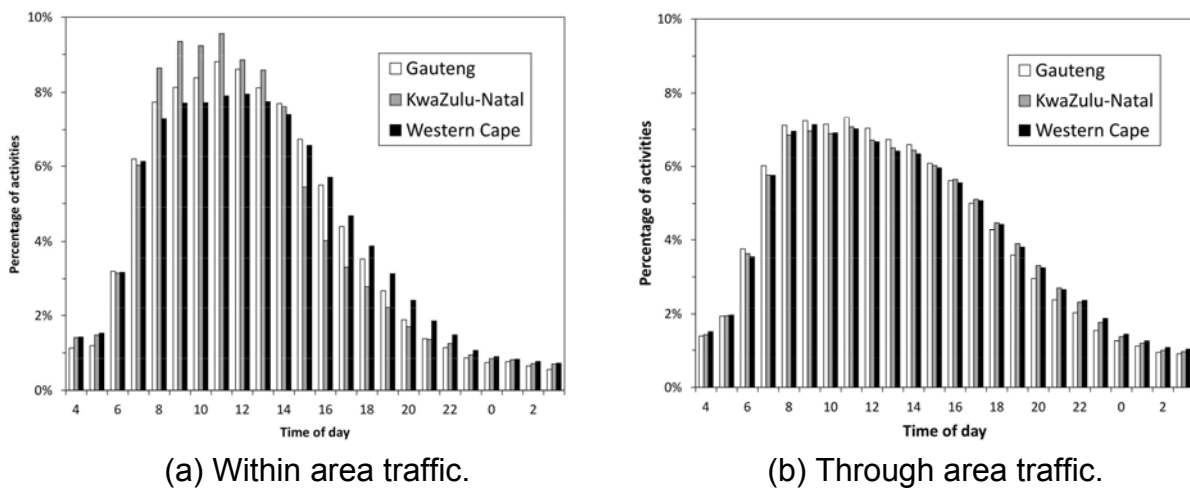 10%
8%
6%
4%
2%
0%
Percentage of activities
Gauteng
KwaZulu-Natal
Western Cape
4 6 8 10 12 14 16 18 20 22 0 2
Time of day
(a) Within area traffic.
10%
8%
6%
4%
2%
0%
Percentage of activities
Gauteng
KwaZulu-Natal
Western Cape
4 6 8 10 12 14 16 18 20 22 0 2
Time of day
(b) Through area traffic.